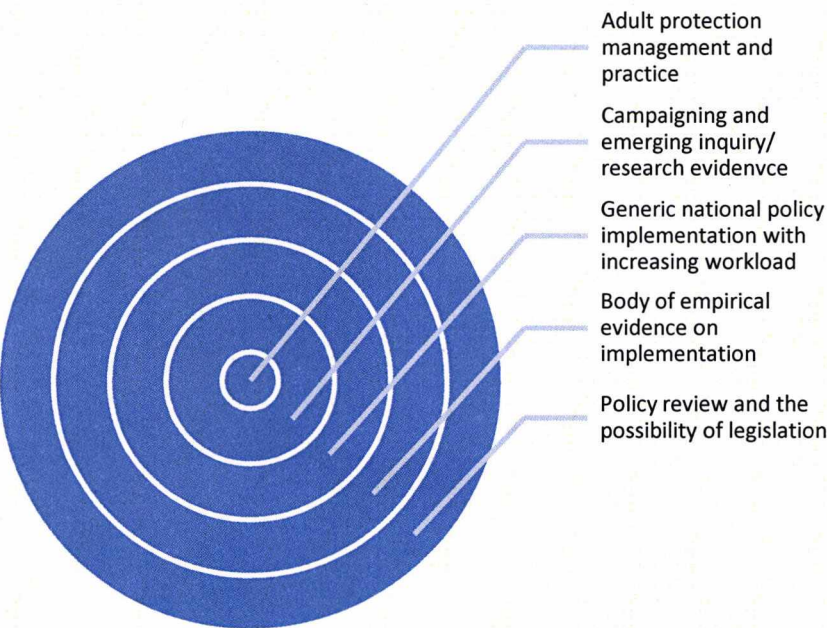 Adult protection
management and
practice
Campaigning and
emerging inquiry/
research evidenvce
Generic national policy
implementation with
increasing workload
Body of empirical
evidence on
implementation
Policy review and the
possibility of legislation